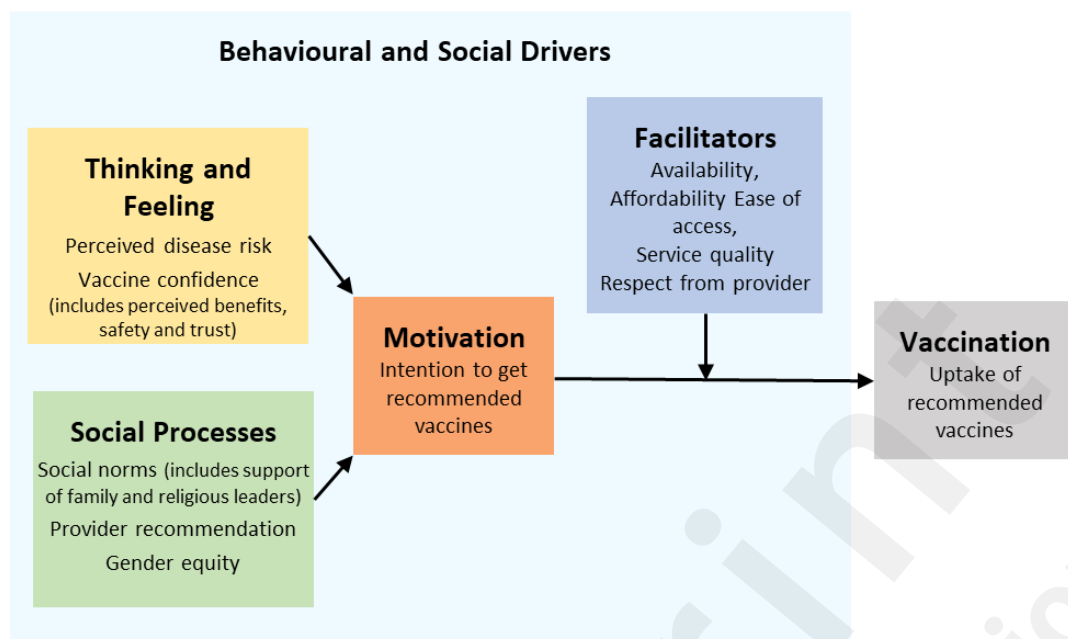 Behavioural and Social Drivers
Thinking and
Feeling
Perceived disease risk
Vaccine confidence
(includes perceived benefits,
safety and trust)
Social Processes
Social norms (includes support
of family and religious leaders)
Provider recommendation
Gender equity
Motivation
Intention to get
recommended
vaccines
Facilitators
Availability,
Affordability Ease of
access,
Service quality
Respect from provider
Vaccination
Uptake of
recommended
vaccines